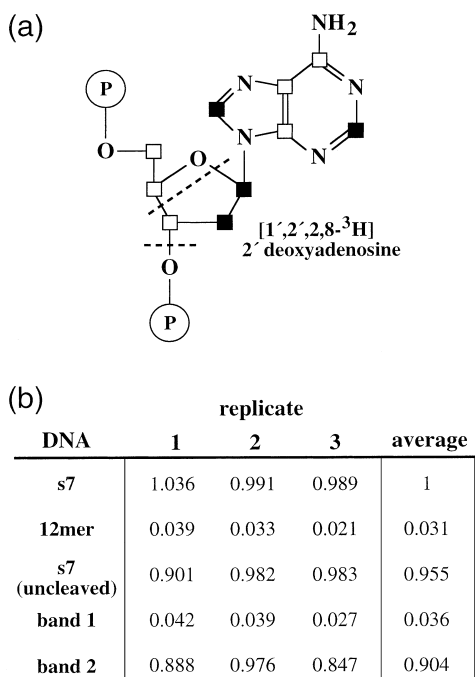 (a)
NH2
P
N
N
O
O
N
N
[1′,2′,2,8-³H]
2′ deoxyadenosine
O
P
(b)
replicate
DNA 1 2 3 average
s7 1.036 0.991 0.989 1
12mer 0.039 0.033 0.021 0.031
s7 (uncleaved) 0.901 0.982 0.983 0.955
band 1 0.042 0.039 0.027 0.036
band 2 0.888 0.976 0.847 0.904